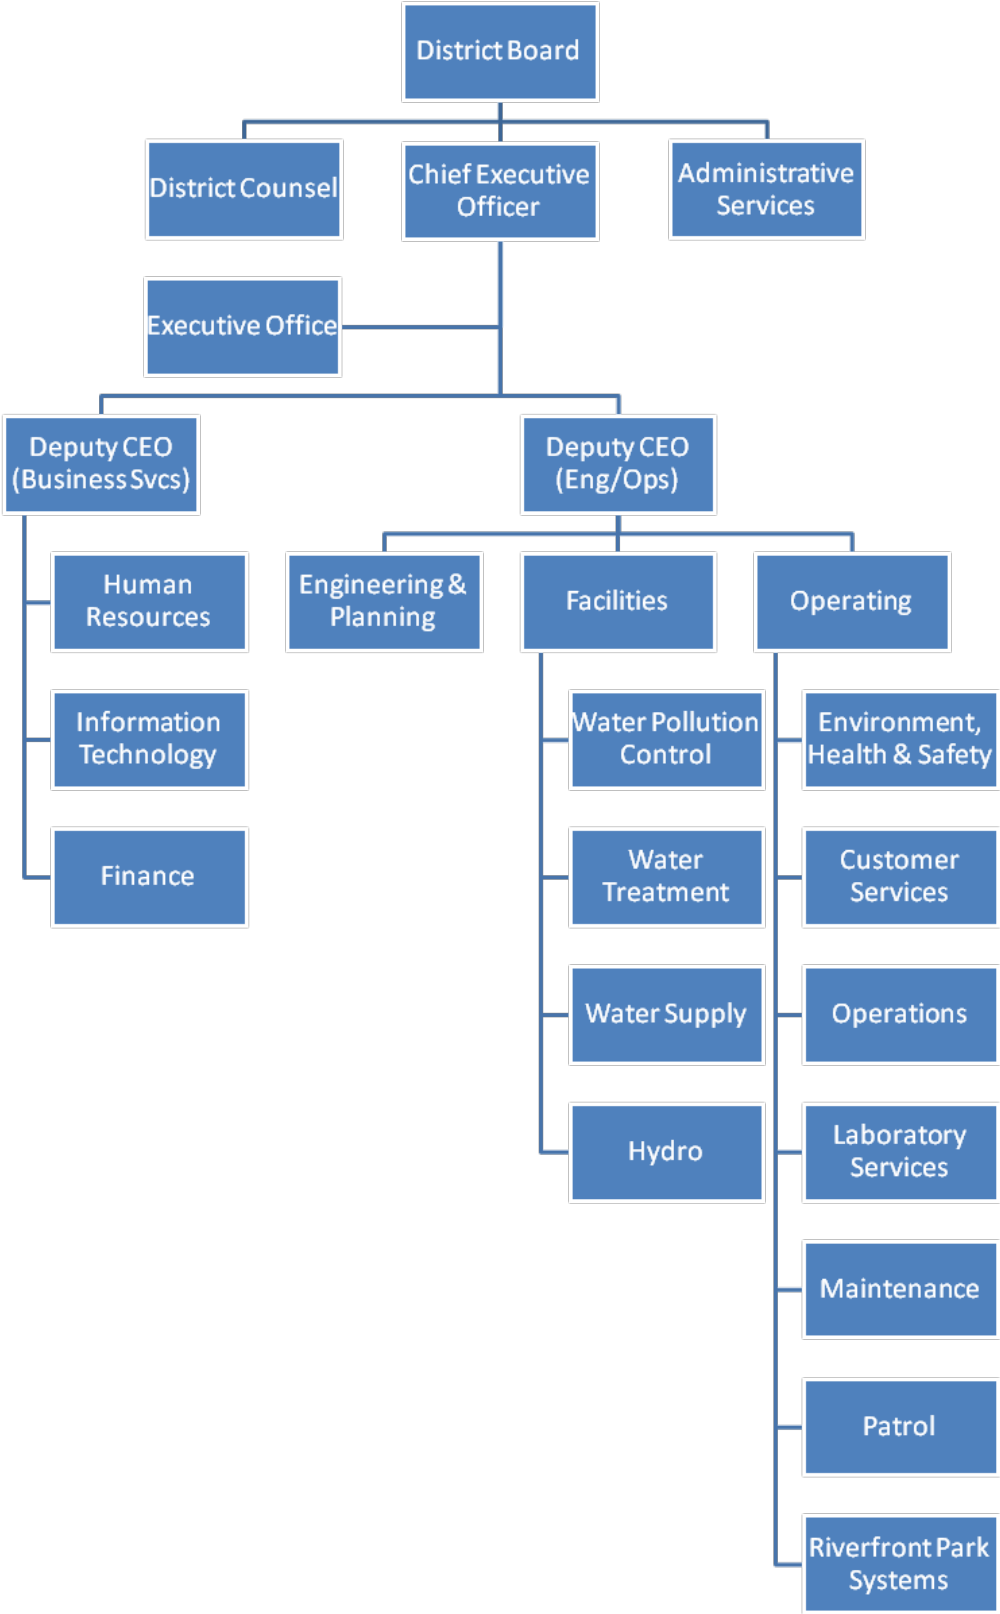 District Board
District Counsel
Chief Executive
Officer
Administrative
Services
Executive Office
Deputy CEO
(Business Svcs)
Deputy CEO
(Eng/Ops)
Human
Resources
Information
Technology
Finance
Engineering &
Planning
Facilities
Water Pollution
Control
Water
Treatment
Water Supply
Hydro
Operating
Environment,
Health & Safety
Customer
Services
Operations
Laboratory
Services
Maintenance
Patrol
Riverfront Park
Systems